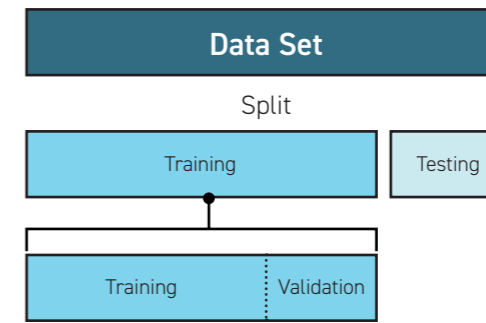 Data Set
Split
Training
Testing
Training
Validation